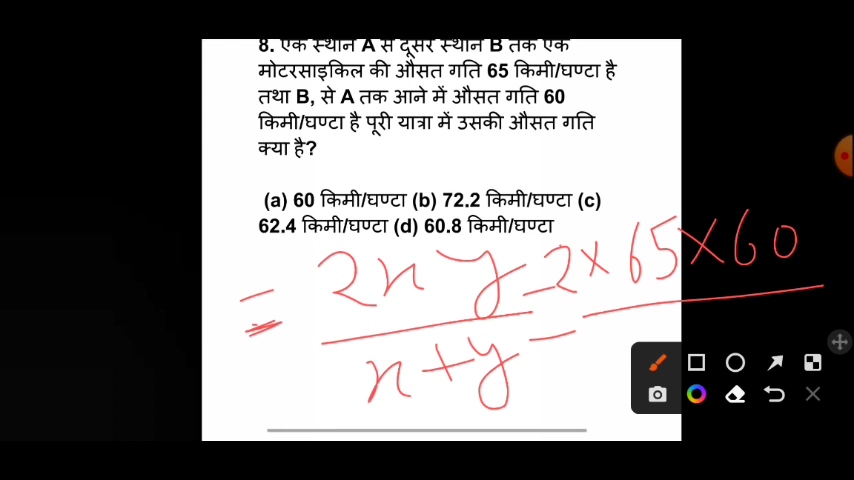 8. एक स्थान A से दूसरे स्थान B तक एक
मोटरसाइकिल की औसत गति 65 किमी/घण्टा है
तथा B, से A तक आने में औसत गति 60
किमी/घण्टा है पूरी यात्रा में उसकी औसत गति
क्या है?
(a) 60 किमी/घण्टा (b) 72.2 किमी/घण्टा (c)
62.4 किमी/घण्टा (d) 60.8 किमी/घण्टा
= 2xy = 2×65×60
x+y